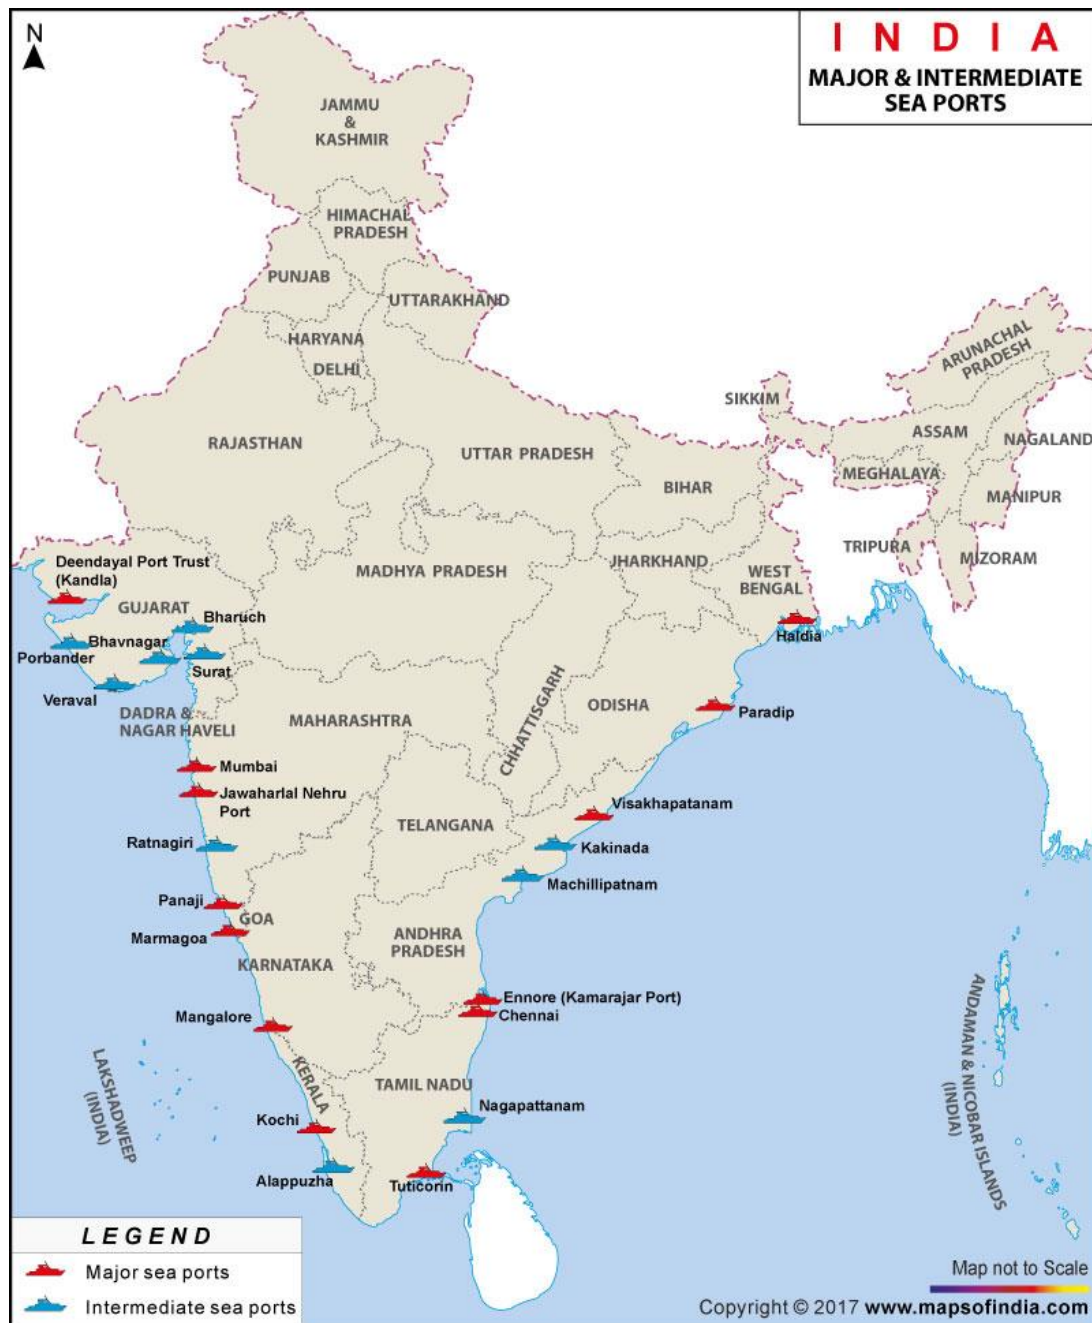 N
INDIA
MAJOR & INTERMEDIATE
SEA PORTS
JAMMU
&
KASHMIR
HIMACHAL
PRADESH
PUNJAB
UTTARAKHAND
HARYANA
DELHI
ARUNACHAL
PRADESH
SIKKIM
RAJASTHAN
UTTAR PRADESH
ASSAM
NAGALAND
BIHAR
MEGHALAYA
MANIPUR
TRIPURA
MIZORAM
Deendayal Port Trust
(Kandla)
MADHYA PRADESH
JHARKHAND
WEST
BENGAL
GUJARAT
Bharuch
Bhavnagar
Porbander
Surat
Haldia
Veraval
DADRA &
NAGAR HAVELI
MAHARASHTRA
CHHATTISGARH
ODISHA
Paradip
Mumbai
Jawaharlal Nehru
Port
Visakhapatanam
TELANGANA
Ratnagiri
Kakinada
Machillipatnam
Panaji
GOA
Marmagoa
ANDHRA
PRADESH
KARNATAKA
Ennore (Kamarajar Port)
Chennai
Mangalore
LAKSHADWEEP
(INDIA)
KERALA
TAMIL NADU
ANDAMAN & NICOBAR ISLANDS
(INDIA)
Nagapattanam
Kochi
Alappuzha
Tuticorin
LEGEND
Major sea ports
Intermediate sea ports
Map not to Scale
Copyright © 2017 www.mapsofindia.com